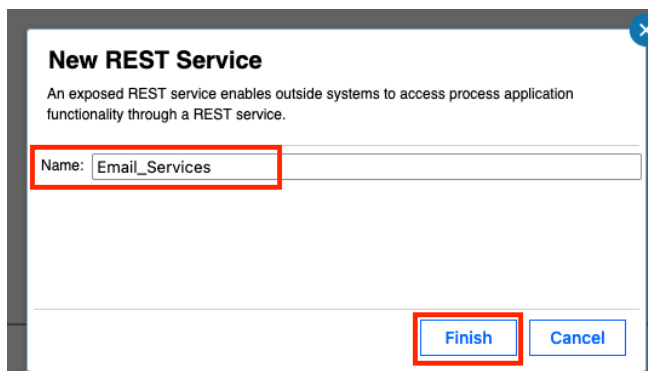 New REST Service
An exposed REST service enables outside systems to access process application
functionality through a REST service.
Name: Email_Services
Finish Cancel